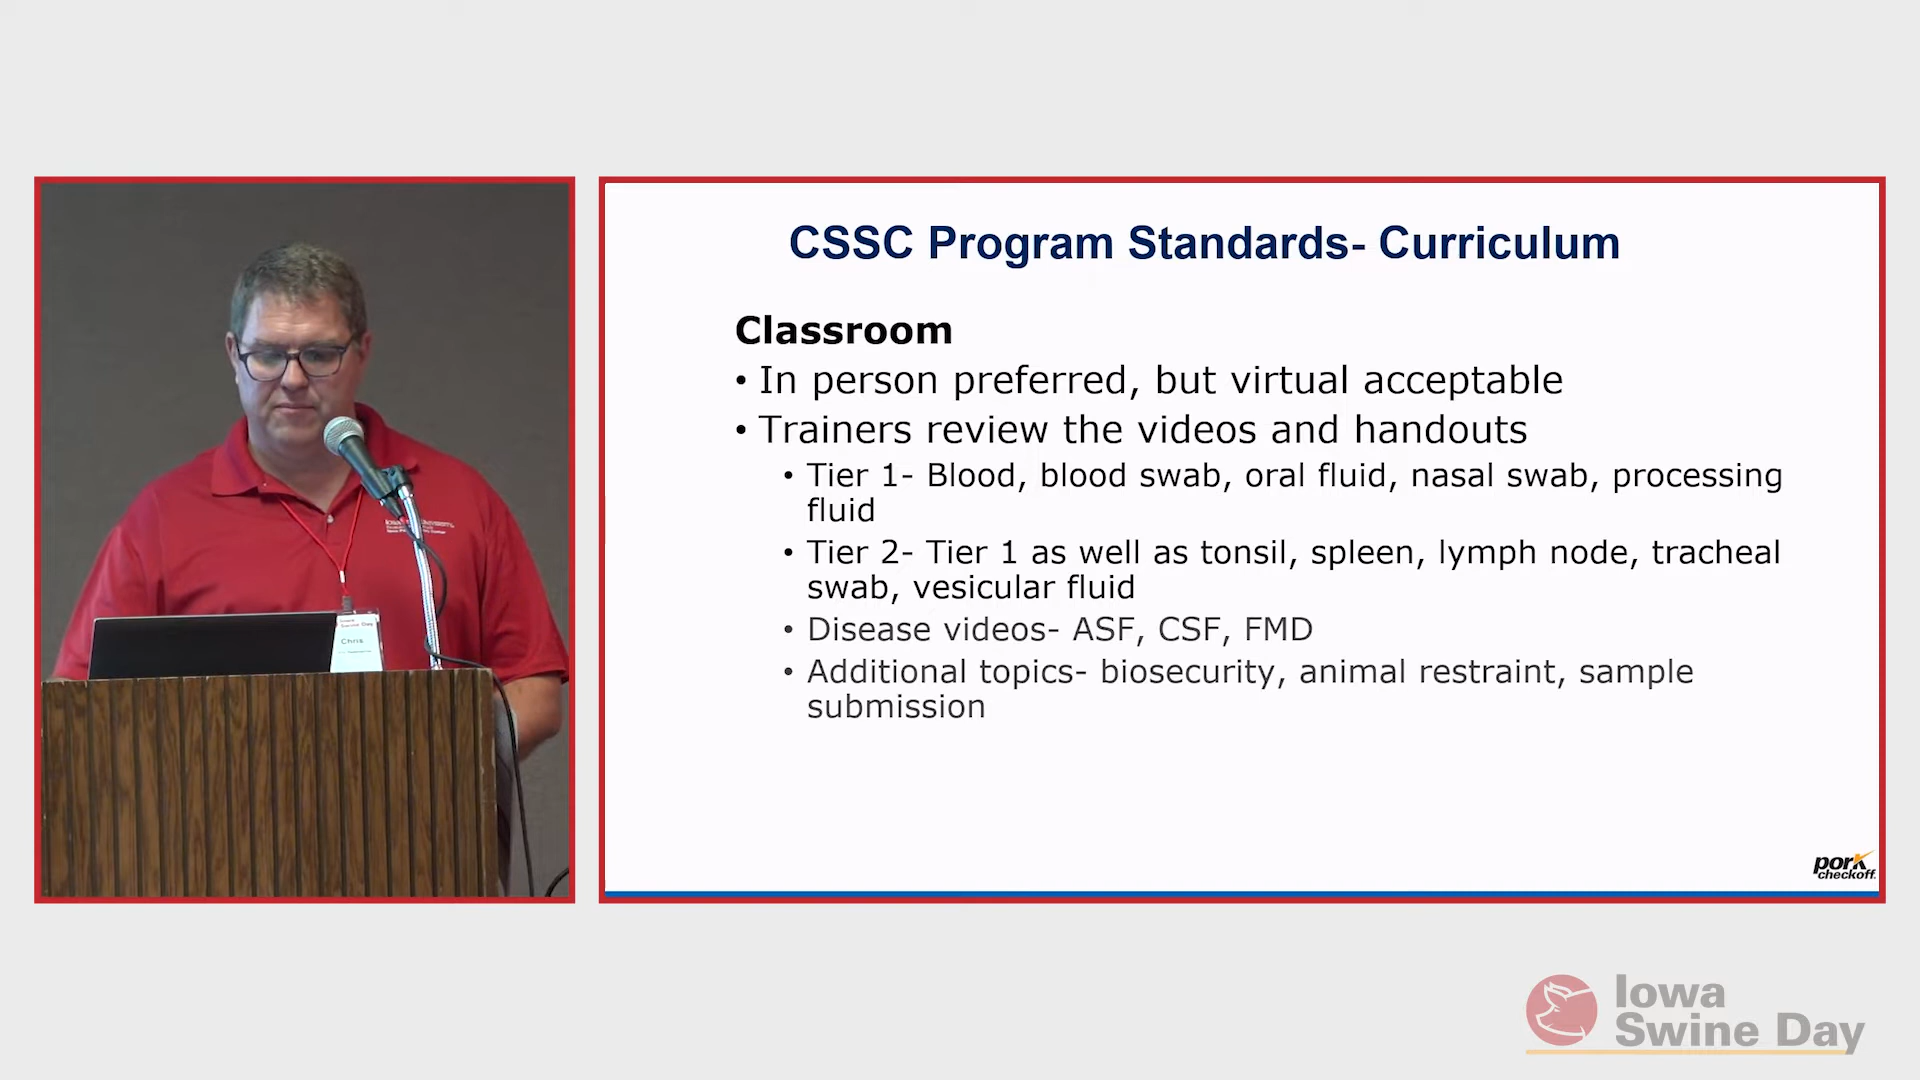 CSSC Program Standards- Curriculum
Classroom
• In person preferred, but virtual acceptable
• Trainers review the videos and handouts
• Tier 1- Blood, blood swab, oral fluid, nasal swab, processing
fluid
• Tier 2- Tier 1 as well as tonsil, spleen, lymph node, tracheal
swab, vesicular fluid
• Disease videos- ASF, CSF, FMD
• Additional topics- biosecurity, animal restraint, sample
submission
pork
checkoff
Iowa
Swine Day
Chris
Iowa
Swine Day